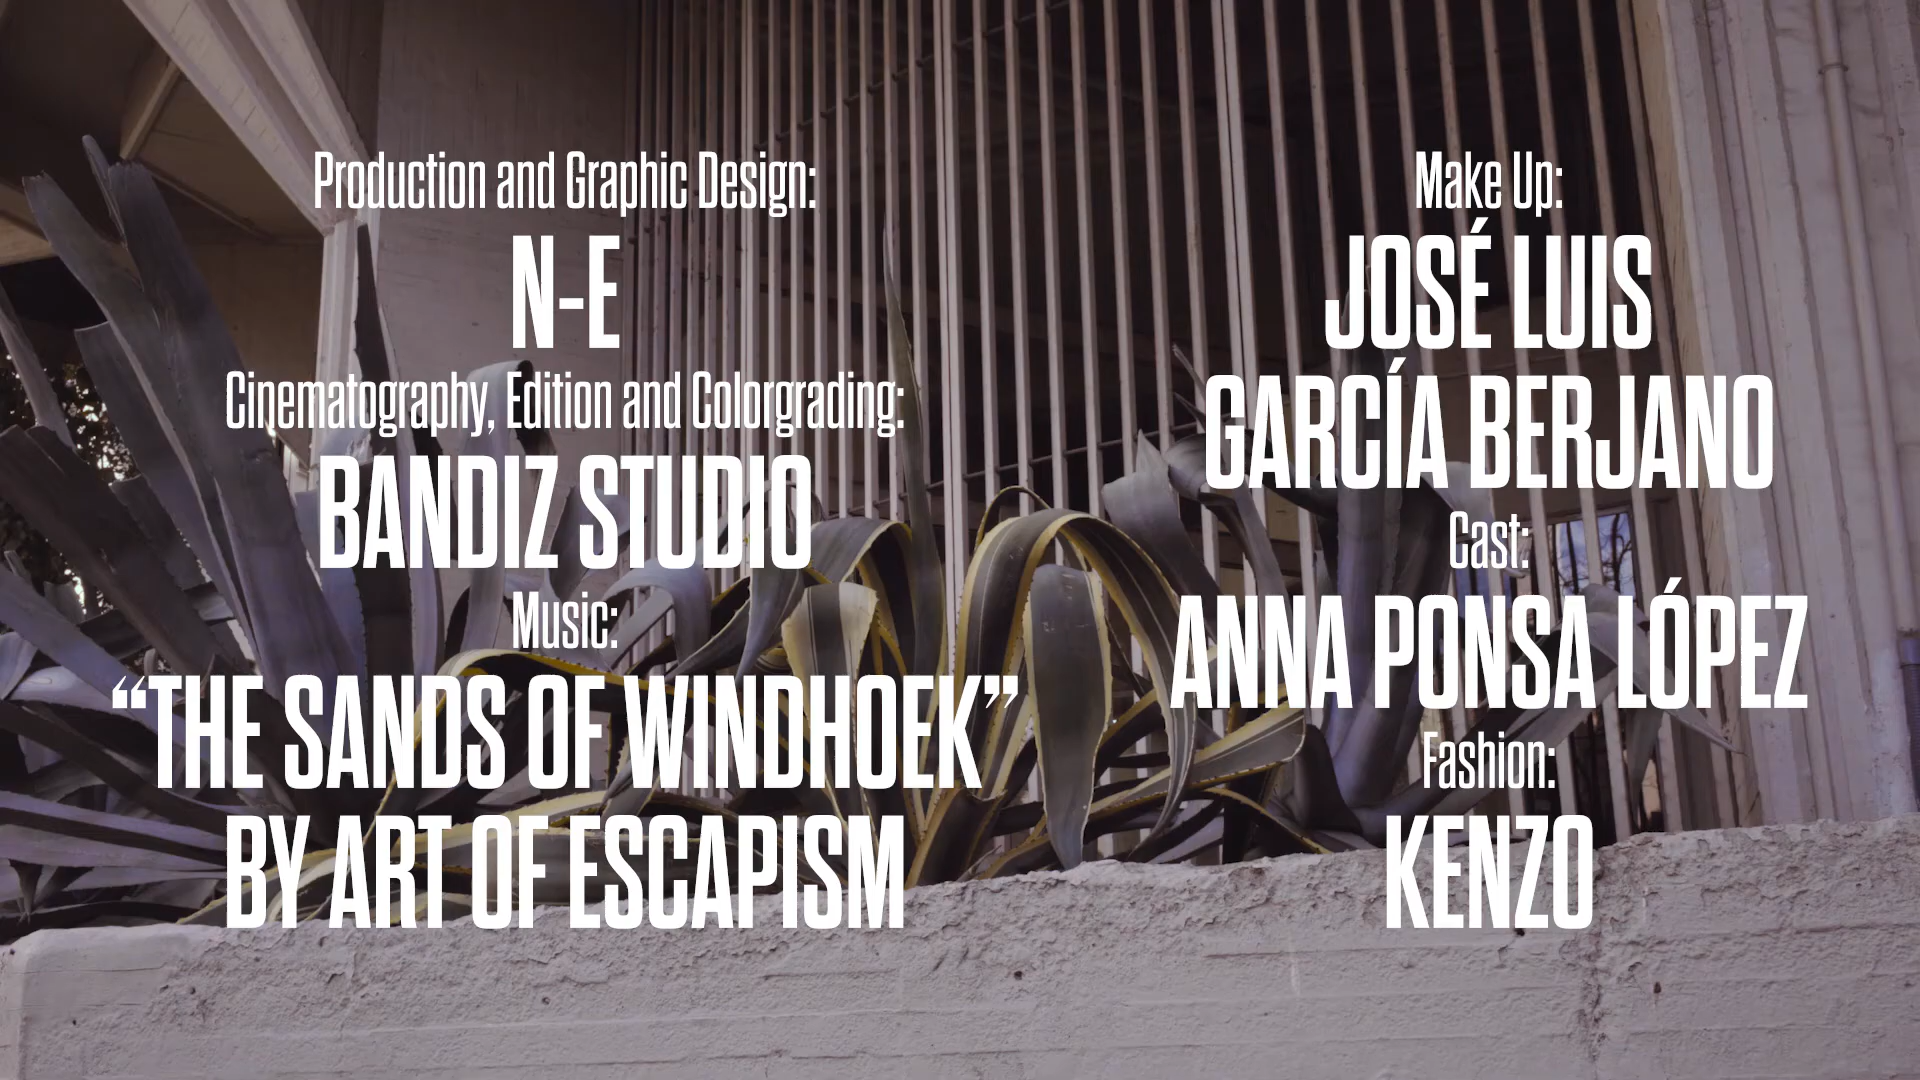 Production and Graphic Design:
N-E
Cinematography, Edition and Colorgrading:
BANDIZ STUDIO
Music:
“THE SANDS OF WINDHOEK”
BY ART OF ESCAPISM
Make Up:
JOSÉ LUIS
GARCÍA BERJANO
Cast:
ANNA PONSA LÓPEZ
Fashion:
KENZO